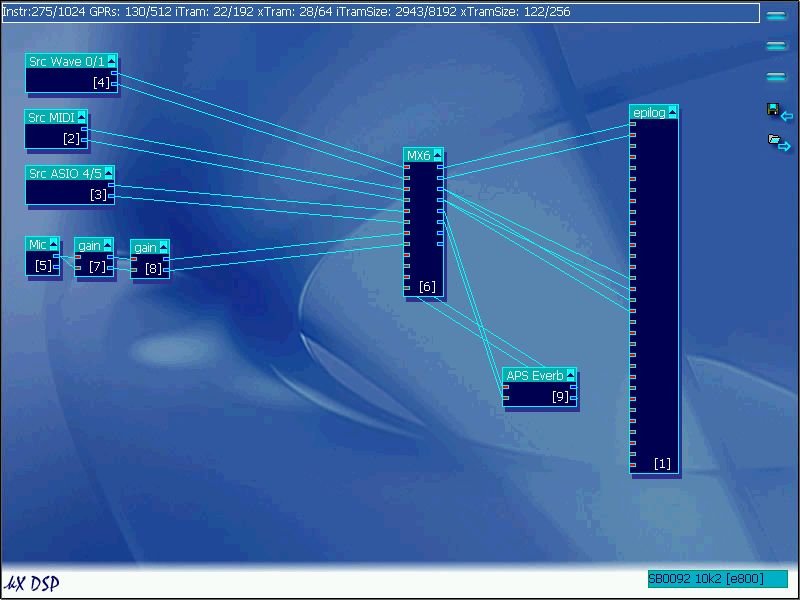 Instr:275/1024 GPRs: 130/512 iTram: 22/192 xTram: 28/64 iTramSize: 2943/8192 xTramSize: 122/256
Src Wave 0/1
[4]
Src MIDI
[2]
Src ASIO 4/5
[3]
Mic
[5]
gain
[7]
gain
[8]
MX6
[6]
APS Everb
[9]
epilog
[1]
kX DSP
SB0092 10k2 [e800]